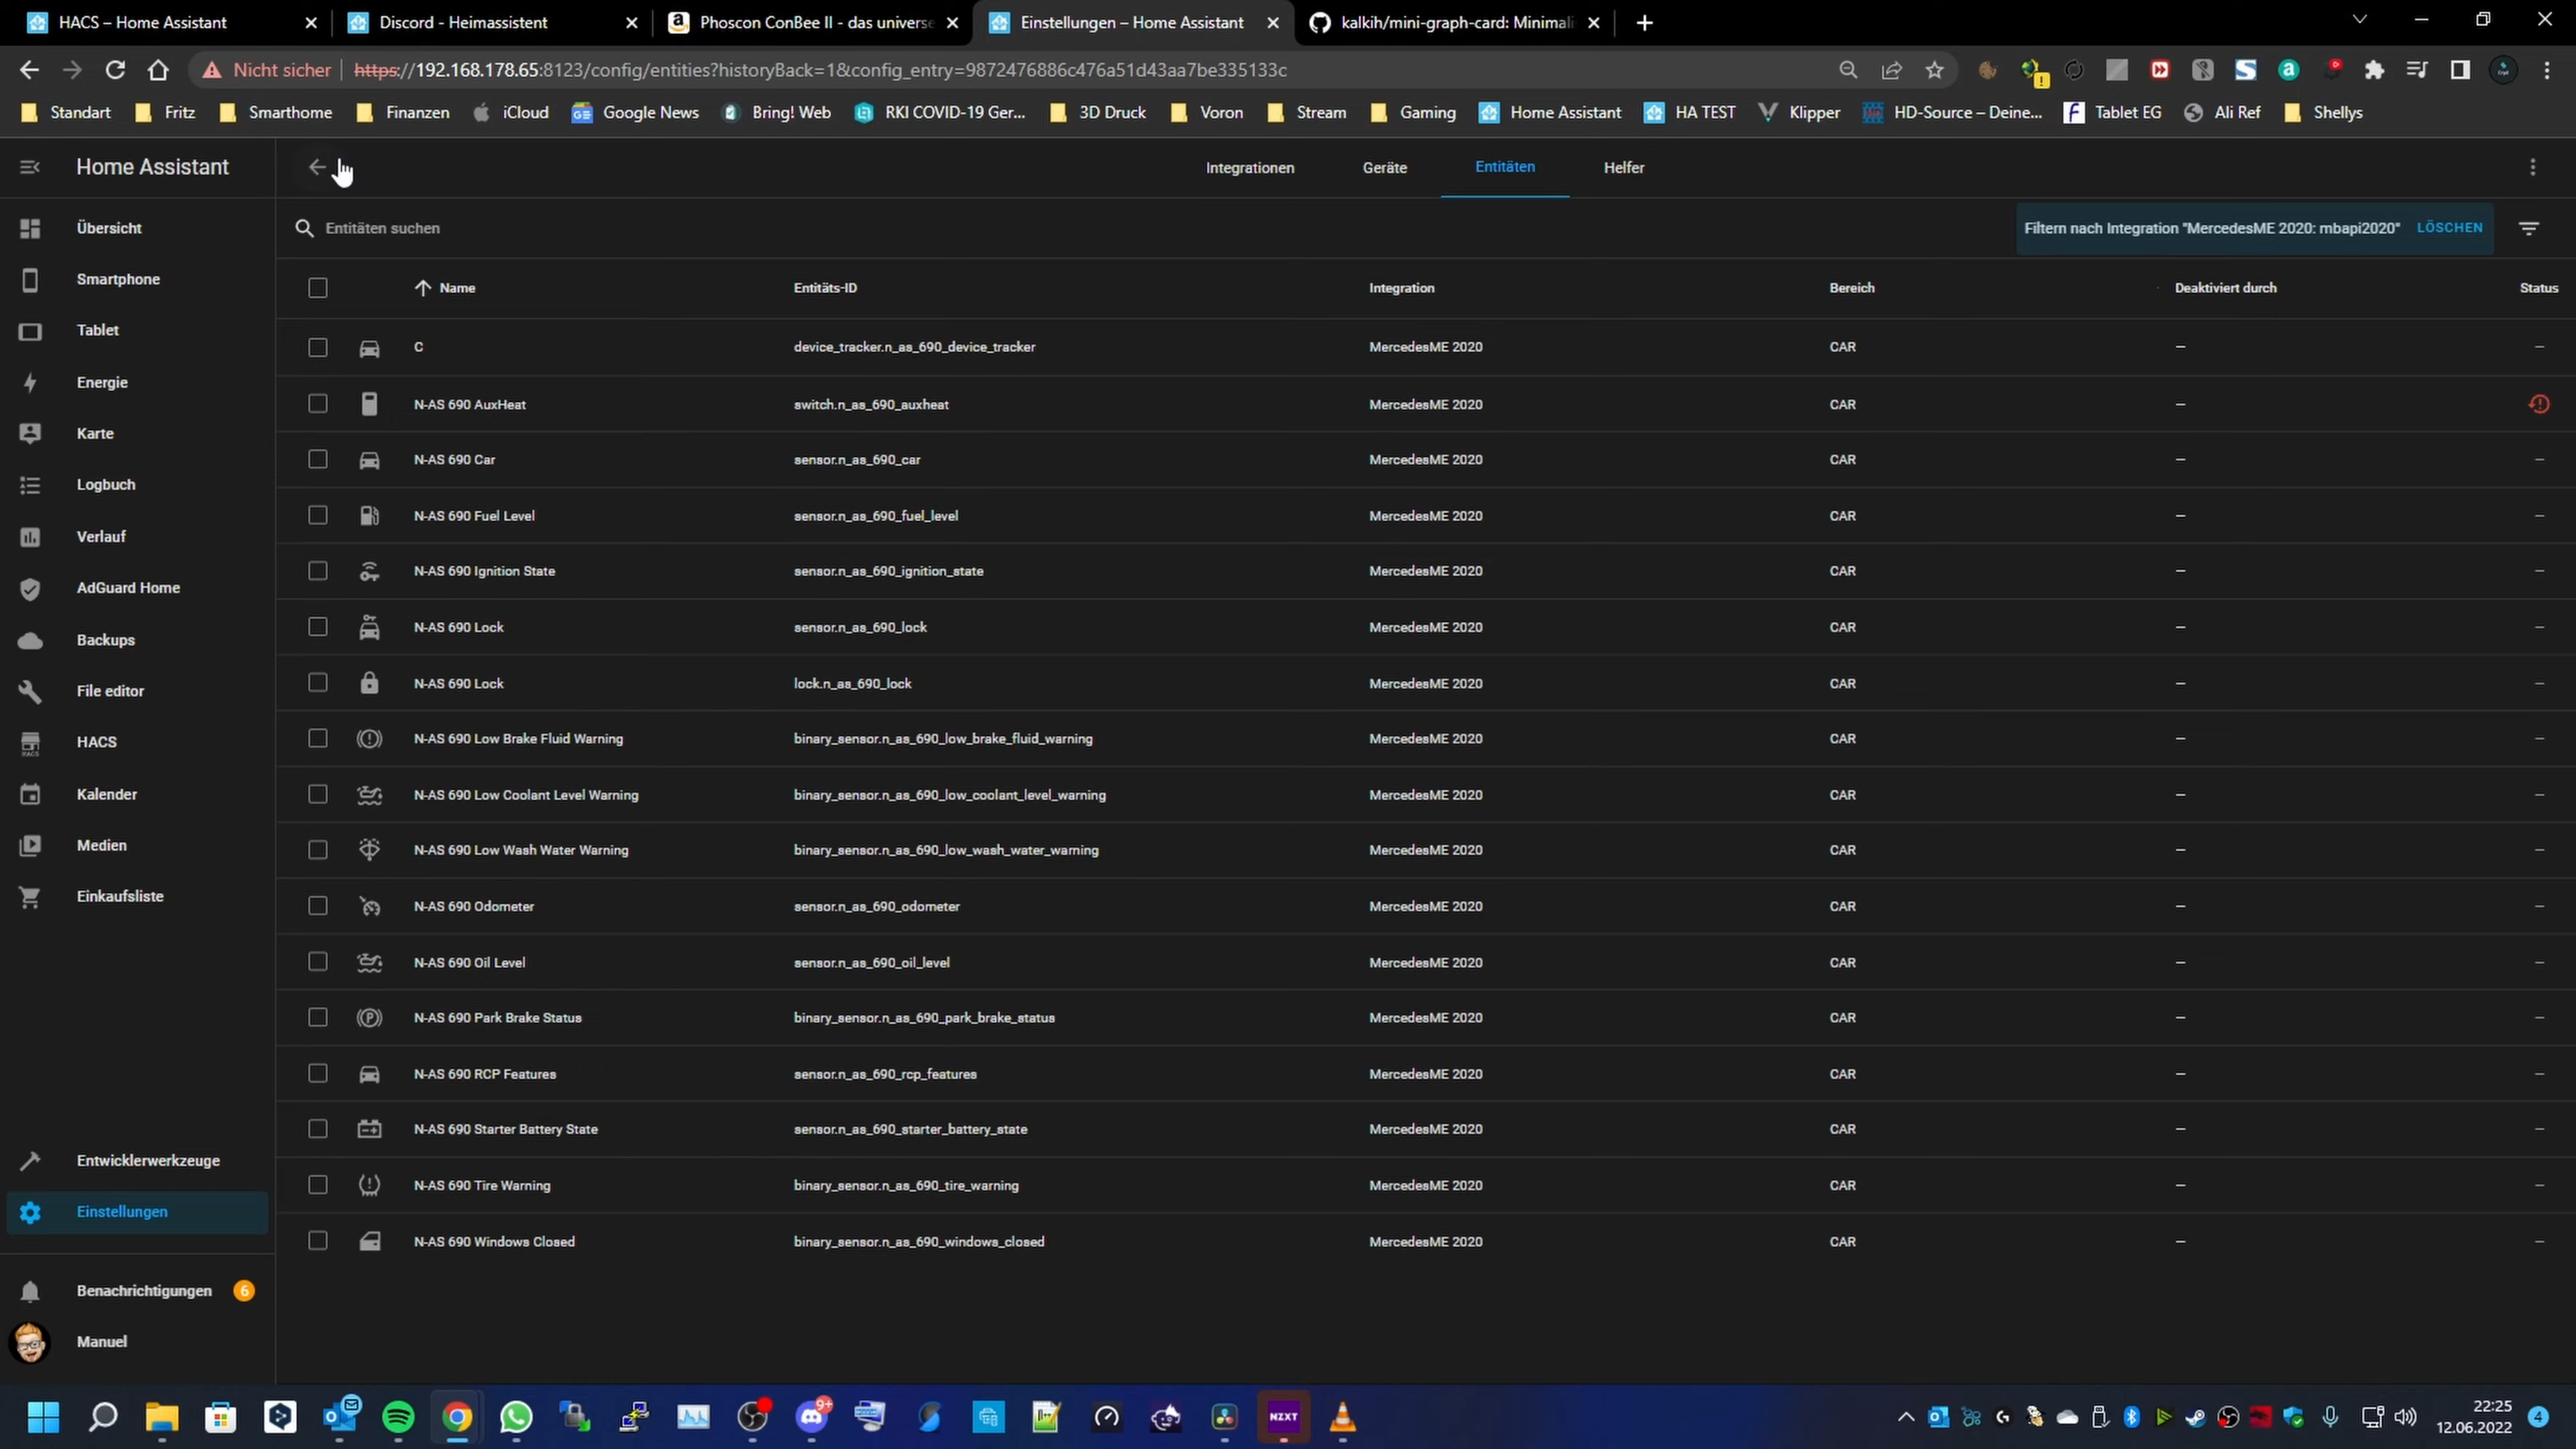 HACS – Home Assistant
Discord - Heimassistent
Phoscon ConBee II - das universe
Einstellungen – Home Assistant
kalkih/mini-graph-card: Minimali
Nicht sicher
https://192.168.178.65:8123/config/entities?historyBack=1&config_entry=9872476886c476a51d43aa7be335133c
Standart
Fritz
Smarthome
Finanzen
iCloud
Google News
Bring! Web
RKI COVID-19 Ger...
3D Druck
Voron
Stream
Gaming
Home Assistant
HA TEST
Klipper
HD-Source – Deine...
Tablet EG
Ali Ref
Shellys
Home Assistant
Integrationen
Geräte
Entitäten
Helfer
Übersicht
Smartphone
Tablet
Energie
Karte
Logbuch
Verlauf
AdGuard Home
Backups
File editor
HACS
Kalender
Medien
Einkaufsliste
Entwicklerwerkzeuge
Einstellungen
Benachrichtigungen 6
Manuel
Entitäten suchen
Filtern nach Integration "MercedesME 2020: mbapi2020" LÖSCHEN
Name Entitäts-ID Integration Bereich Deaktiviert durch Status
C device_tracker.n_as_690_device_tracker MercedesME 2020 CAR – –
N-AS 690 AuxHeat switch.n_as_690_auxheat MercedesME 2020 CAR –
N-AS 690 Car sensor.n_as_690_car MercedesME 2020 CAR – –
N-AS 690 Fuel Level sensor.n_as_690_fuel_level MercedesME 2020 CAR – –
N-AS 690 Ignition State sensor.n_as_690_ignition_state MercedesME 2020 CAR – –
N-AS 690 Lock sensor.n_as_690_lock MercedesME 2020 CAR – –
N-AS 690 Lock lock.n_as_690_lock MercedesME 2020 CAR – –
N-AS 690 Low Brake Fluid Warning binary_sensor.n_as_690_low_brake_fluid_warning MercedesME 2020 CAR – –
N-AS 690 Low Coolant Level Warning binary_sensor.n_as_690_low_coolant_level_warning MercedesME 2020 CAR – –
N-AS 690 Low Wash Water Warning binary_sensor.n_as_690_low_wash_water_warning MercedesME 2020 CAR – –
N-AS 690 Odometer sensor.n_as_690_odometer MercedesME 2020 CAR – –
N-AS 690 Oil Level sensor.n_as_690_oil_level MercedesME 2020 CAR – –
N-AS 690 Park Brake Status binary_sensor.n_as_690_park_brake_status MercedesME 2020 CAR – –
N-AS 690 RCP Features sensor.n_as_690_rcp_features MercedesME 2020 CAR – –
N-AS 690 Starter Battery State sensor.n_as_690_starter_battery_state MercedesME 2020 CAR – –
N-AS 690 Tire Warning binary_sensor.n_as_690_tire_warning MercedesME 2020 CAR – –
N-AS 690 Windows Closed binary_sensor.n_as_690_windows_closed MercedesME 2020 CAR – –
9+
NZXT
22:25
12.06.2022
4